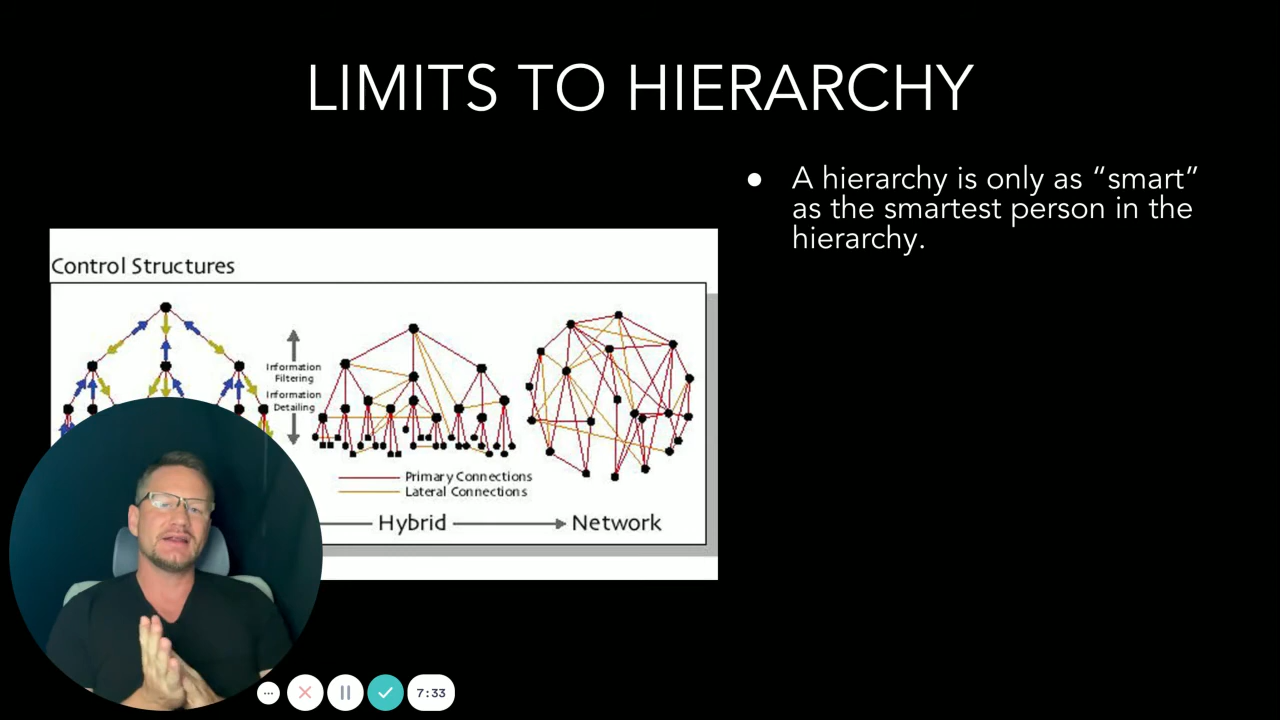 LIMITS TO HIERARCHY
● A hierarchy is only as “smart”
as the smartest person in the
hierarchy.
Control Structures
Information
Filtering
Information
Detailing
Primary Connections
Lateral Connections
Hybrid
Network
7:33